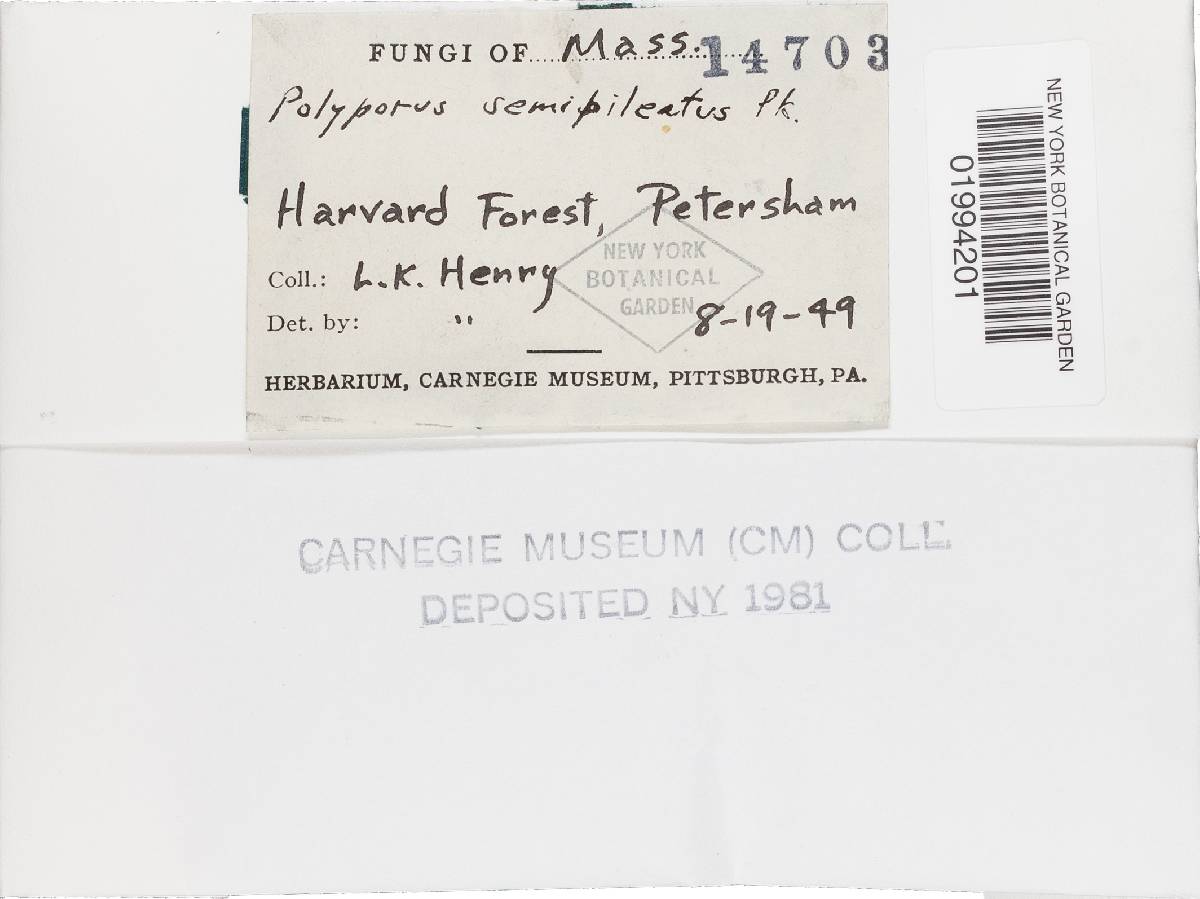 FUNGI OF Mass. 14703
Polyporus semipileatus Pk.
Harvard Forest, Petersham
Coll.: L.K. Henry
Det. by: " 8-19-49
NEW YORK
BOTANICAL
GARDEN
HERBARIUM, CARNEGIE MUSEUM, PITTSBURGH, PA.
NEW YORK BOTANICAL GARDEN
01994201
CARNEGIE MUSEUM (CM) COLL.
DEPOSITED NY 1981